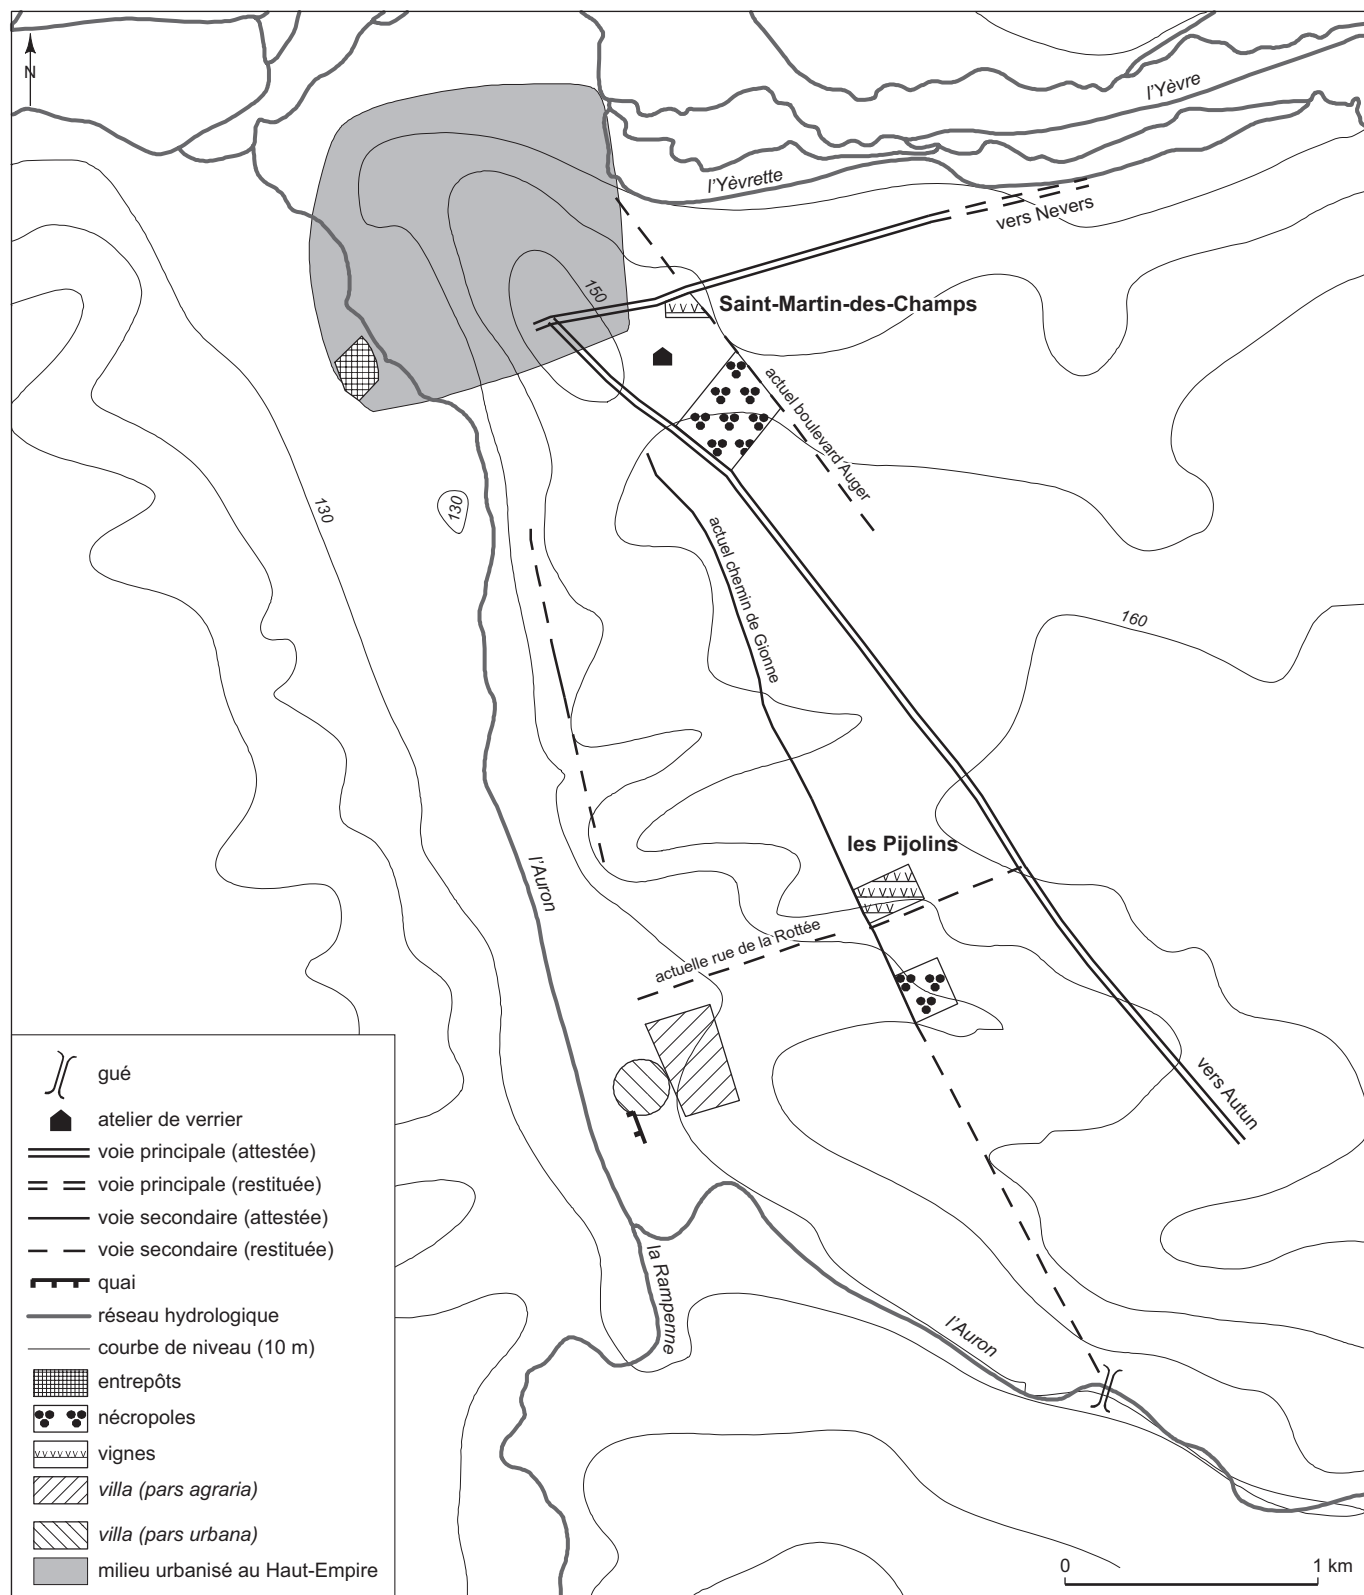 N
l'Yèvre
l'Yèvrette
vers Nevers
150
Saint-Martin-des-Champs
actuel boulevard Auger
130
130
actuel chemin de Gionne
160
les Pijolins
l'Auron
actuelle rue de la Rottée
vers Autun
la Rampenne
l'Auron
gué
atelier de verrier
voie principale (attestée)
voie principale (restituée)
voie secondaire (attestée)
voie secondaire (restituée)
quai
réseau hydrologique
courbe de niveau (10 m)
entrepôts
nécropoles
vignes
villa (pars agraria)
villa (pars urbana)
milieu urbanisé au Haut-Empire
0 1 km